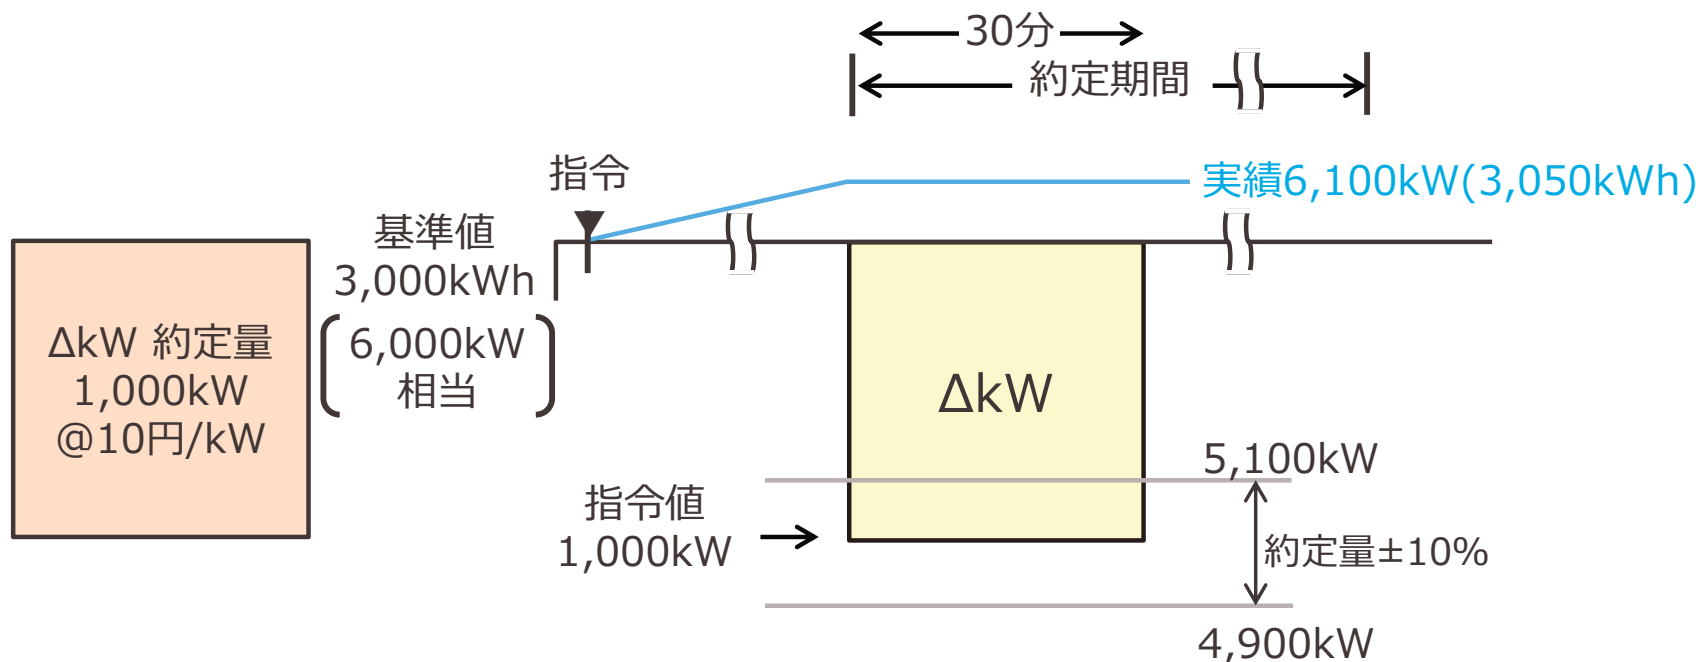 30分
約定期間
指令
実績6,100kW(3,050kWh)
基準値
3,000kWh
6,000kW
相当
ΔkW 約定量
1,000kW
@10円/kW
ΔkW
5,100kW
指令値
1,000kW
約定量±10%
4,900kW